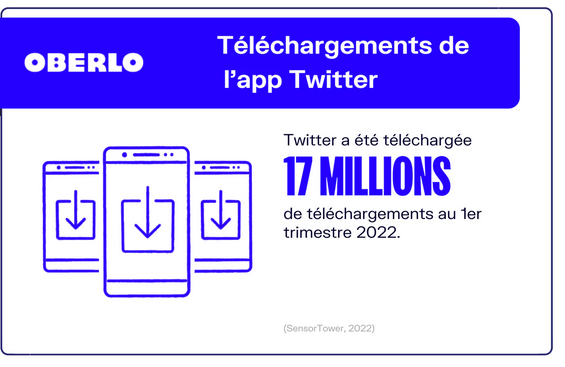 OBERLO
Téléchargements de
l'app Twitter
Twitter a été téléchargée
17 MILLIONS
de téléchargements au 1er
trimestre 2022.
(SensorTower, 2022)